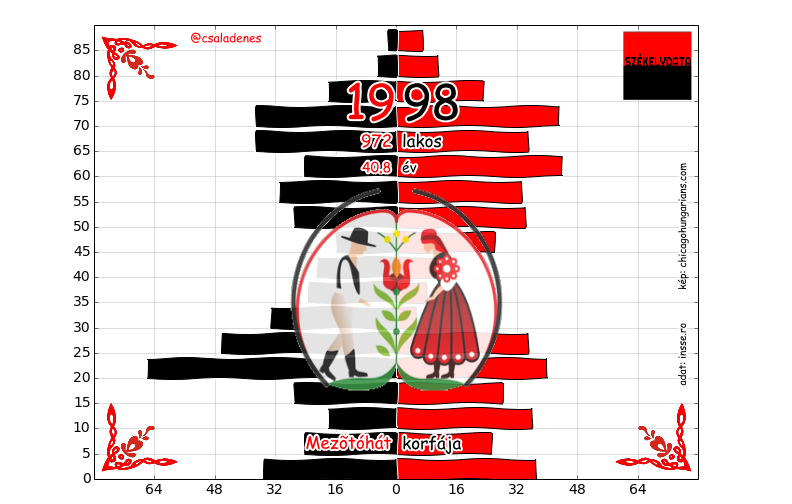 @csaladenes
SZÉKELYDATA
1998
972 lakos
40.8 év
Mezőtóhát korfája
kép: chicagohungarians.com
adat: insse.ro
85
80
75
70
65
60
55
50
45
40
35
30
25
20
15
10
5
0
64 48 32 16 0 16 32 48 64